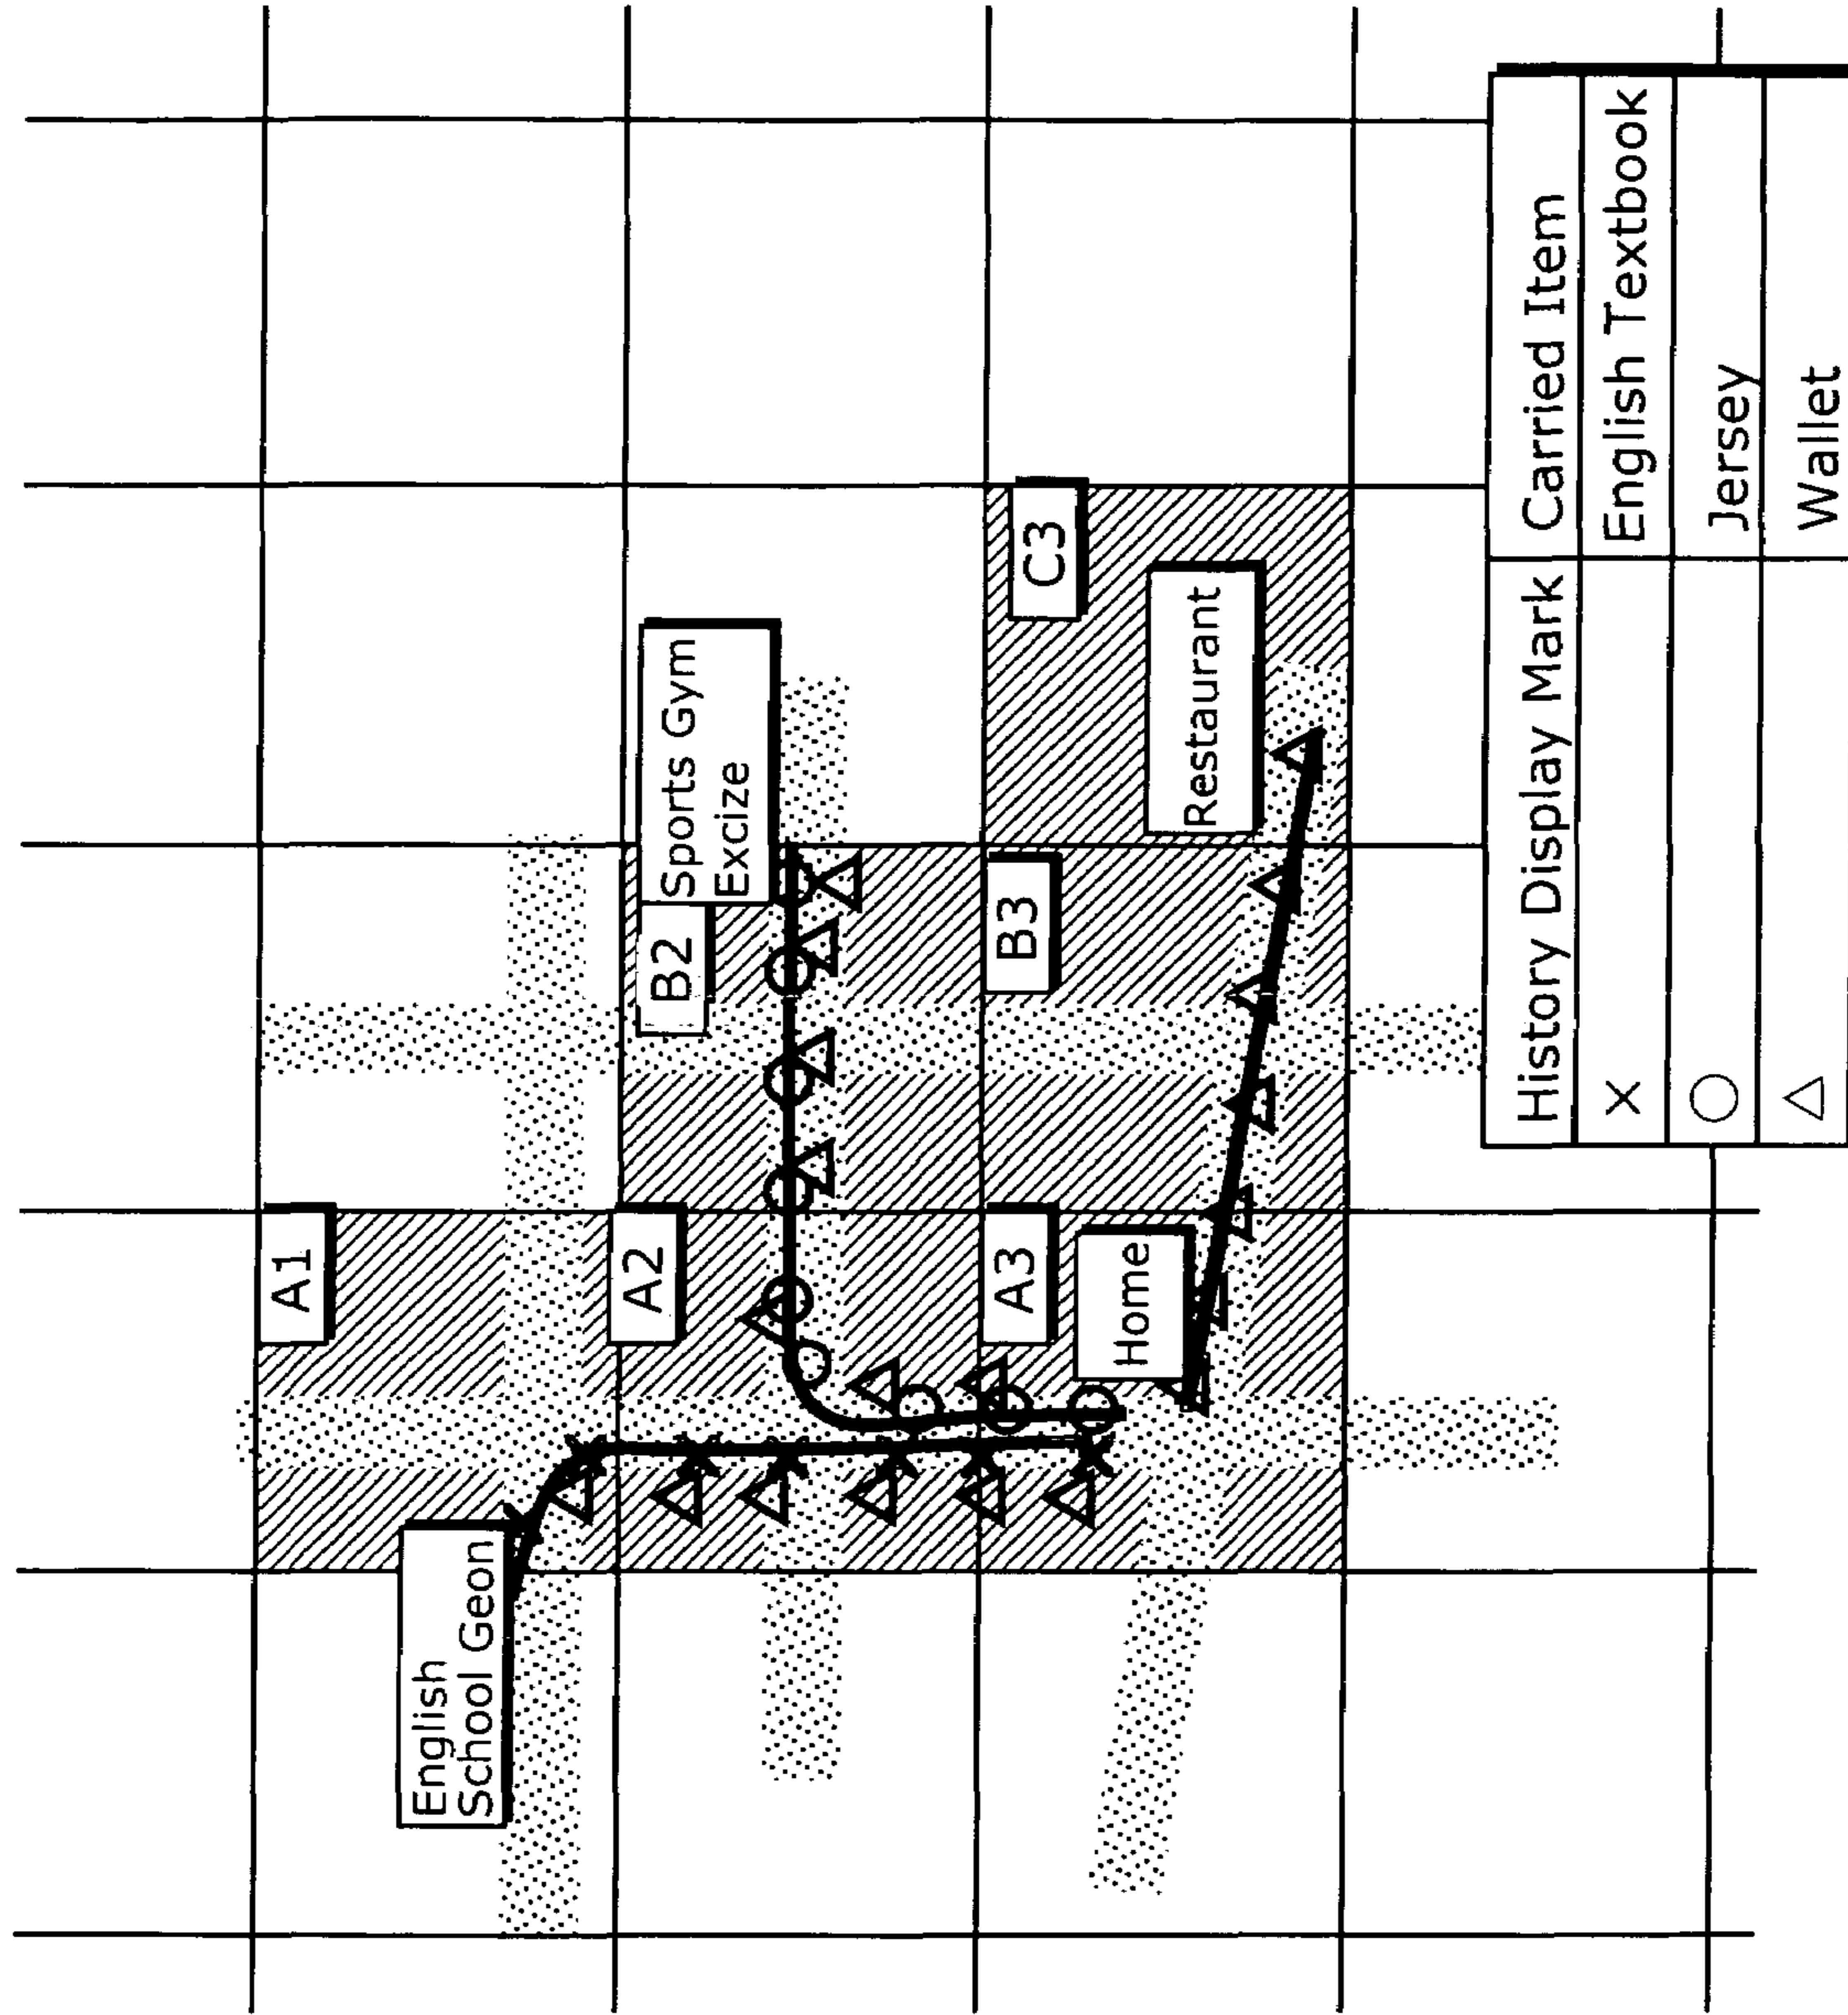 A1
English
School Geon
A2
B2
Sports Gym
Excize
A3
B3
C3
Home
Restaurant
History Display Mark Carried Item
× English Textbook
○ Jersey
△ Wallet